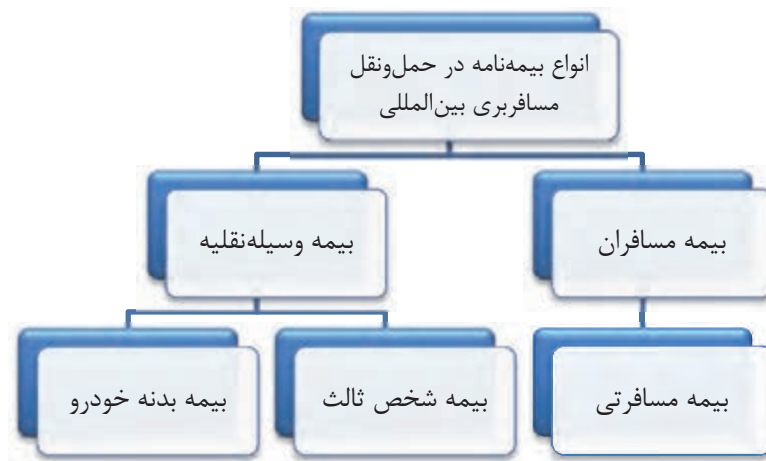 انواع بیمه‌نامه در حمل‌ونقل
مسافربری بین‌المللی
بیمه مسافران
بیمه وسیله‌نقلیه
بیمه مسافرتی
بیمه شخص ثالث
بیمه بدنه خودرو